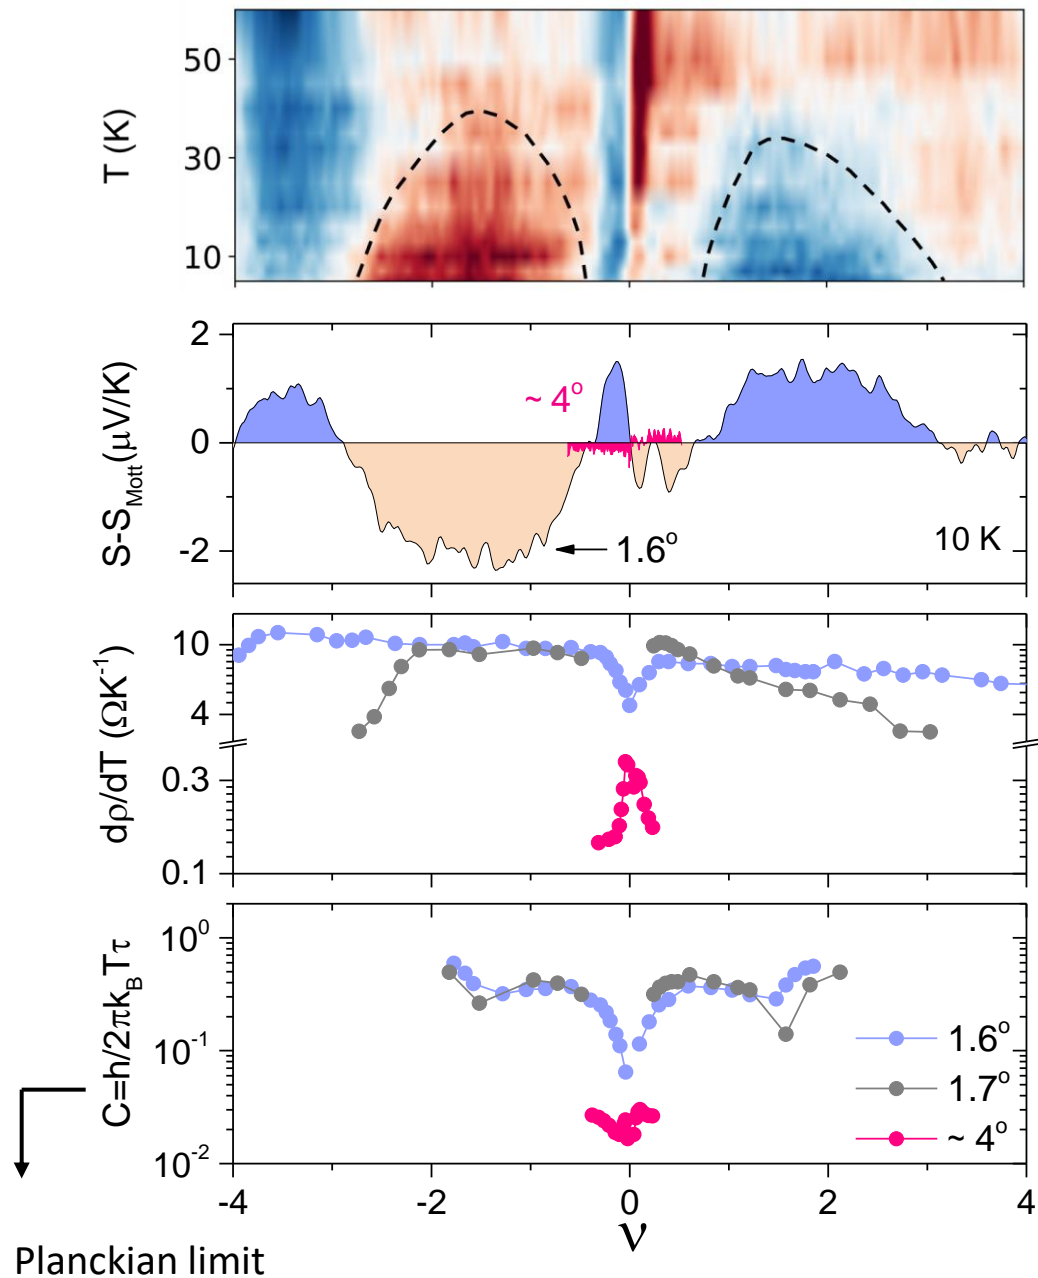 50
30
10
T (K)
2
0
-2
S-S_Mott(μV/K)
~ 4°
1.6°
10 K
10
4
0.3
0.1
dρ/dT (ΩK⁻¹)
10⁰
10⁻¹
10⁻²
C=h/2πk_BTτ
1.6°
1.7°
~ 4°
-4 -2 0 2 4
ν
Planckian limit